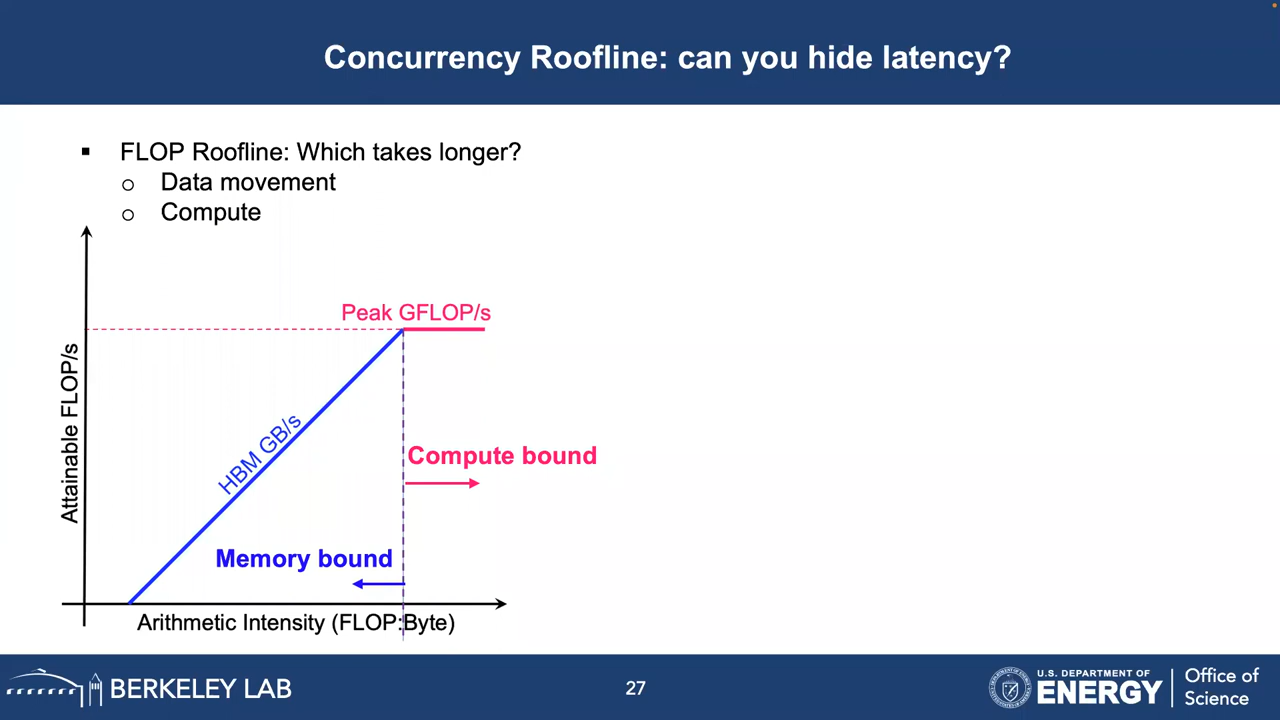 Concurrency Roofline: can you hide latency?
▪ FLOP Roofline: Which takes longer?
o Data movement
o Compute
Peak GFLOP/s
Attainable FLOP/s
HBM GB/s
Compute bound
Memory bound
Arithmetic Intensity (FLOP:Byte)
BERKELEY LAB
27
U.S. DEPARTMENT OF
ENERGY
Office of
Science